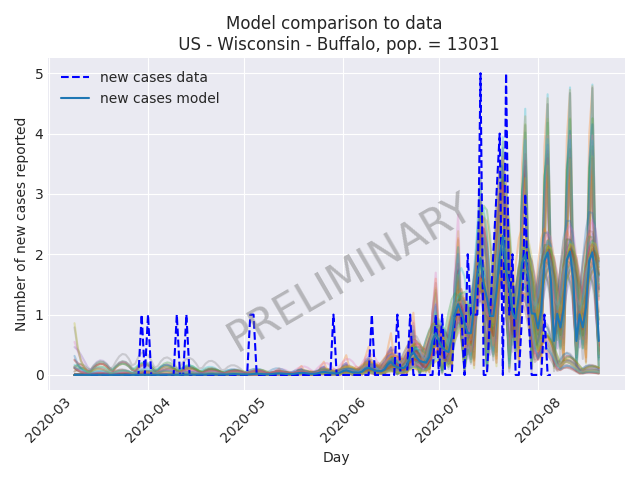 Model comparison to data
US - Wisconsin - Buffalo, pop. = 13031
new cases data
new cases model
Number of new cases reported
5
4
3
2
1
0
PRELIMINARY
2020-03
2020-04
2020-05
2020-06
2020-07
2020-08
Day